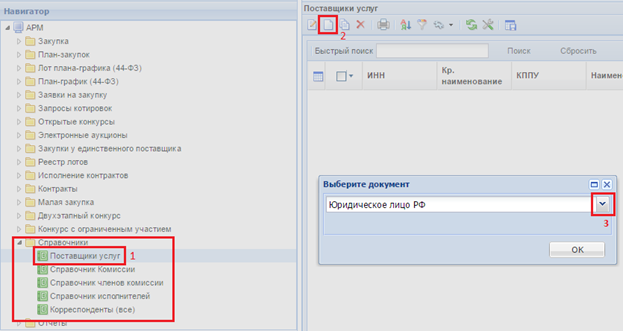 Навигатор
АРМ
Закупка
План-закупок
Лот плана-графика (44-ФЗ)
План-график (44-ФЗ)
Заявки на закупку
Запросы котировок
Открытые конкурсы
Электронные аукционы
Закупки у единственного поставщика
Реестр логов
Исполнение контрактов
Контракты
Малая закупка
Двухэтапный конкурс
Конкурс с ограниченным участием
Справочники
Поставщики услуг 1
Справочник Комиссии
Справочник членов комиссии
Справочник исполнителей
Корреспонденты (все)
Отчеты
Поставщики услуг
2
Быстрый поиск Поиск Сбросить
ИНН Кр. наименование КППУ Наимено
Выберите документ
Юридическое лицо РФ
3
ОК